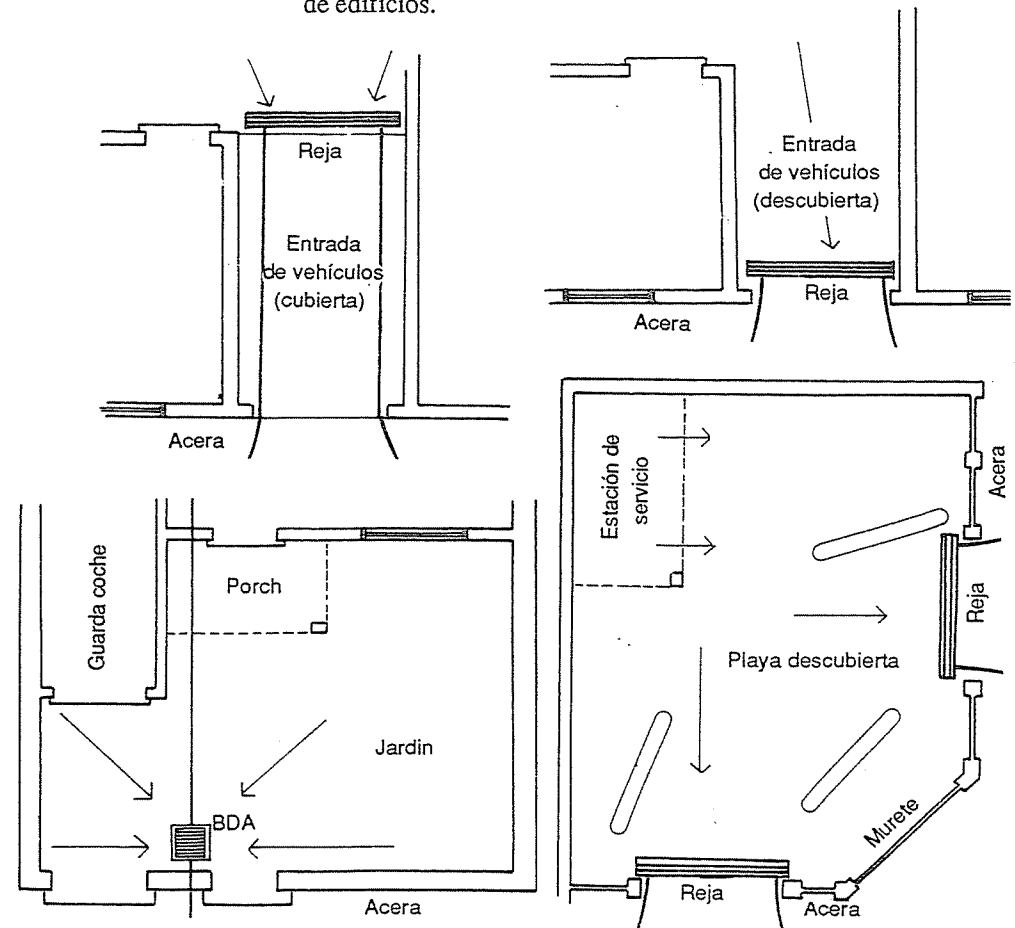 de edificios.
Reja
Entrada
de vehículos
(cubierta)
Acera
Entrada
de vehículos
(descubierta)
Reja
Acera
Guarda coche
Porch
Jardin
BDA
Acera
Estación de
servicio
Acera
Reja
Playa descubierta
Murete
Reja
Acera